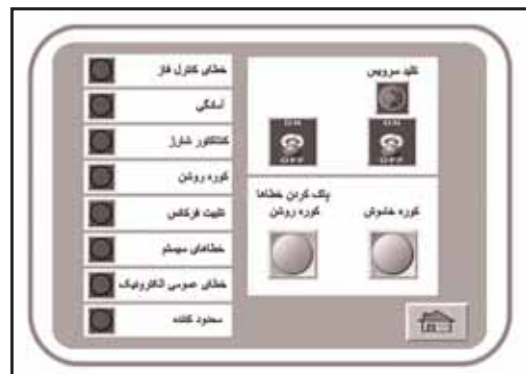 خطای کنترل فاز
آمادگی
کنتاکتور شارژ
کوره روشن
تثبیت فرکانس
خطاهای سیستم
خطای عمومی الکترونیک
محدود کننده
کلید سرویس
ON
OFF
ON
OFF
پاک کردن خطاها
کوره روشن
کوره خاموش